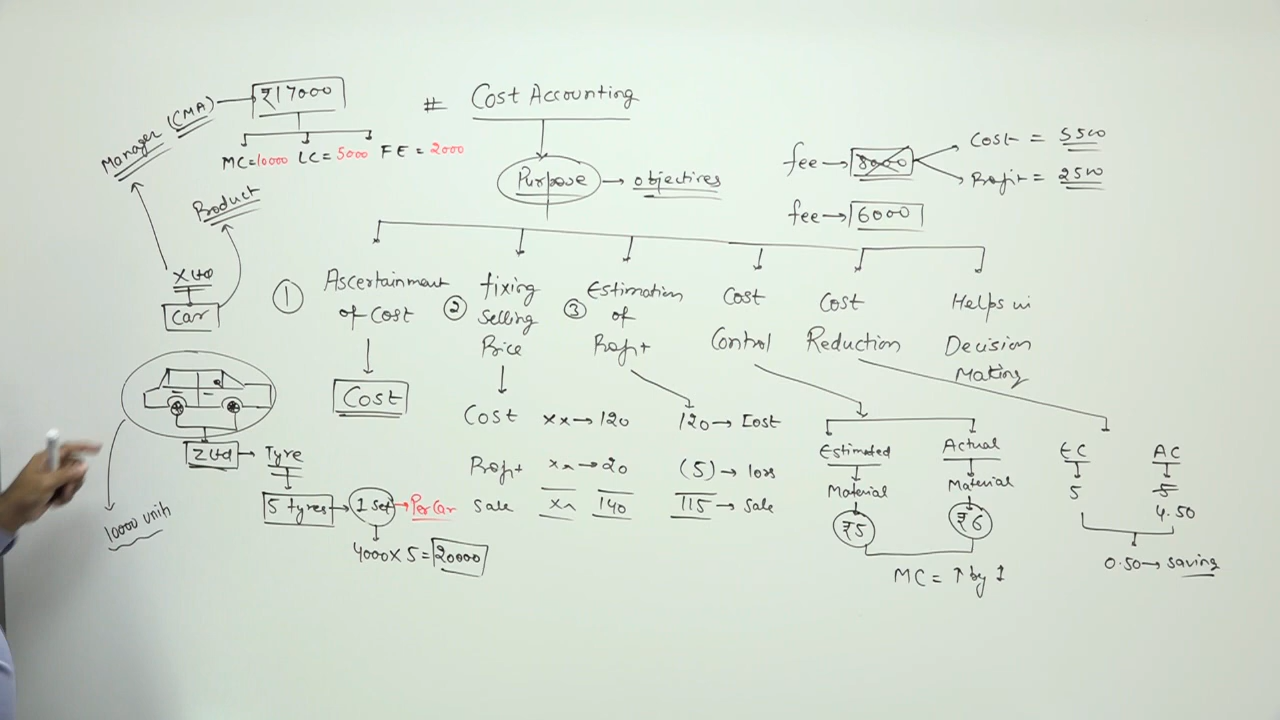 ₹17000
Manager (CMA)
MC=10000 LC=5000 FE=2000
# Cost Accounting
Purpose → objectives
fee → 8000
Cost = 5500
Profit = 2500
fee → 6000
Product
X Ltd
Car
10000 units
Z Ltd → Tyre
5 tyres → 1 set → Per Car
4000 x 5 = 20000
① Ascertainment
of Cost
Cost
② fixing
Selling
Price
Cost xx → 120
Profit xx → 20
Sale xx 140
③ Estimation
of
Profit
120 → Cost
(5) → loss
115 → Sale
Cost
Control
Estimated
Material
₹5
Actual
Material
₹6
MC = ↑ by 1
Cost
Reduction
EC
5
AC
5
4.50
0.50 → saving
Helps in
Decision
Making